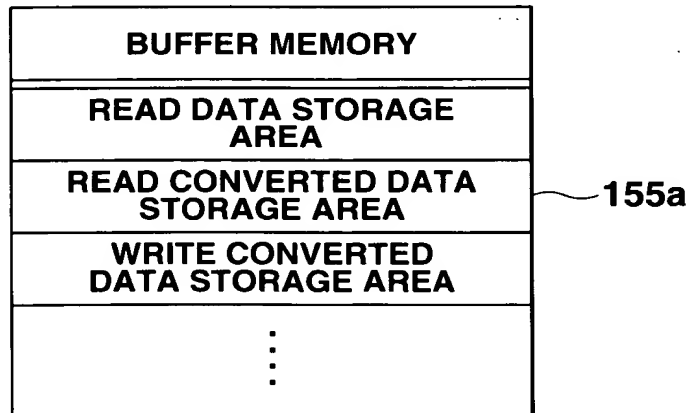 BUFFER MEMORY
READ DATA STORAGE
AREA
READ CONVERTED DATA
STORAGE AREA
155a
WRITE CONVERTED
DATA STORAGE AREA